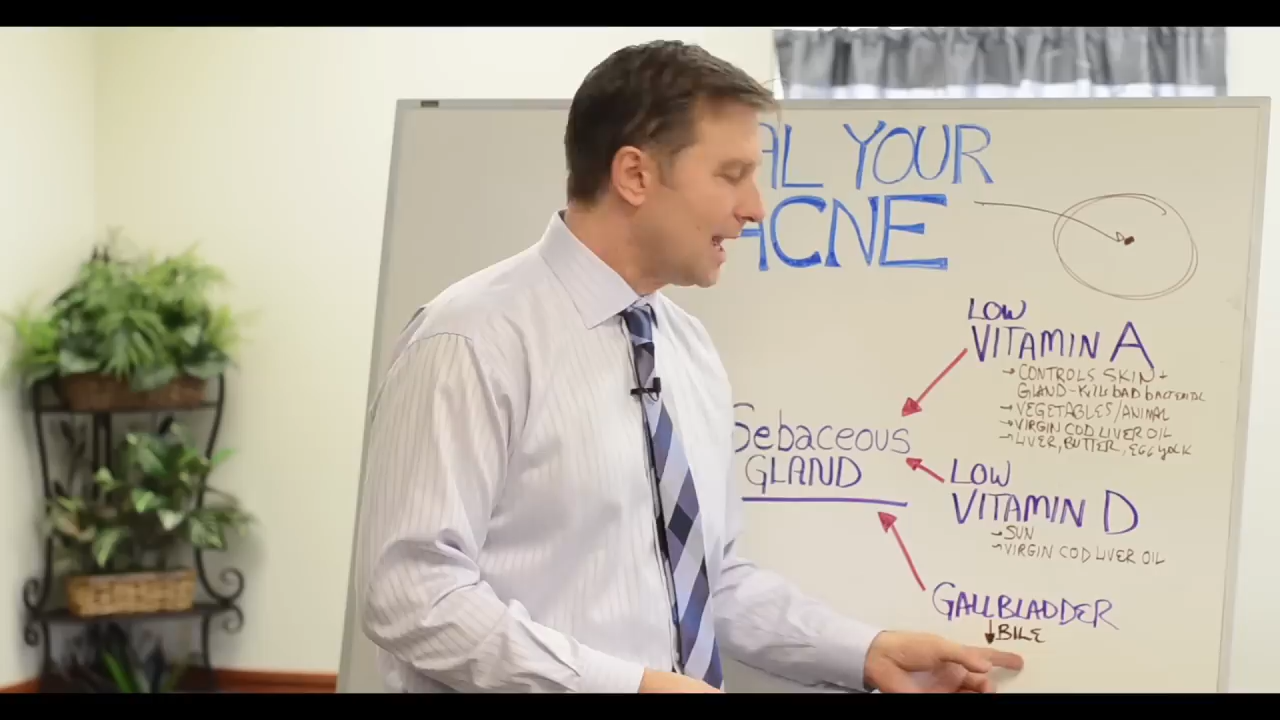 AL YOUR
ACNE
LOW
VITAMIN A
→CONTROLS SKIN +
GLAND-KILLS BAD BACTERIA
→VEGETABLES/ANIMAL
→VIRGIN COD LIVER OIL
→LIVER, BUTTER, EGG YOLK
Sebaceous
GLAND
LOW
VITAMIN D
→SUN
→VIRGIN COD LIVER OIL
GALLBLADDER
↓BILE